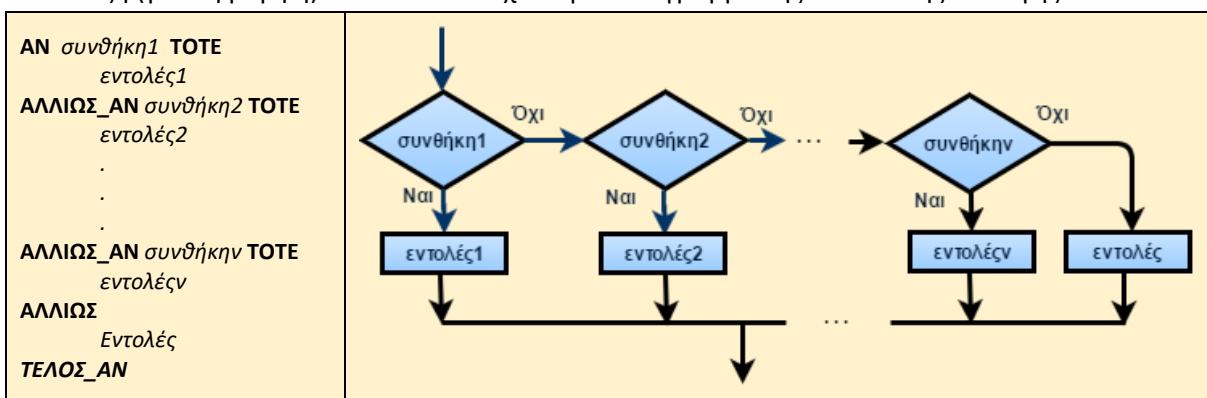 ΑΝ συνθήκη1 ΤΟΤΕ
εντολές1
ΑΛΛΙΩΣ_ΑΝ συνθήκη2 ΤΟΤΕ
εντολές2
.
.
.
ΑΛΛΙΩΣ_ΑΝ συνθήκην ΤΟΤΕ
εντολέςν
ΑΛΛΙΩΣ
Εντολές
ΤΕΛΟΣ_ΑΝ
συνθήκη1
Όχι
συνθήκη2
Όχι
...
συνθήκην
Όχι
Ναι
Ναι
Ναι
εντολές1
εντολές2
εντολέςν
εντολές
...